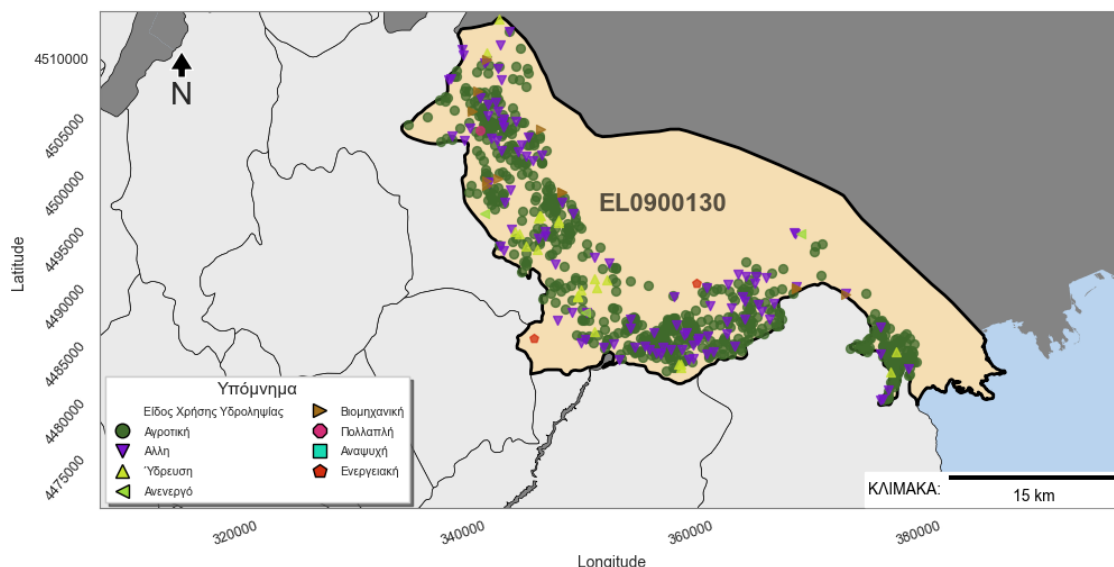 4510000
4505000
4500000
4495000
4490000
4485000
4480000
4475000
Latitude
N
EL0900130
Υπόμνημα
Είδος Χρήσης Υδροληψίας
Αγροτική
Άλλη
Ύδρευση
Ανενεργό
Βιομηχανική
Πολλαπλή
Αναψυχή
Ενεργειακή
ΚΛΙΜΑΚΑ:
15 km
320000
340000
360000
380000
Longitude